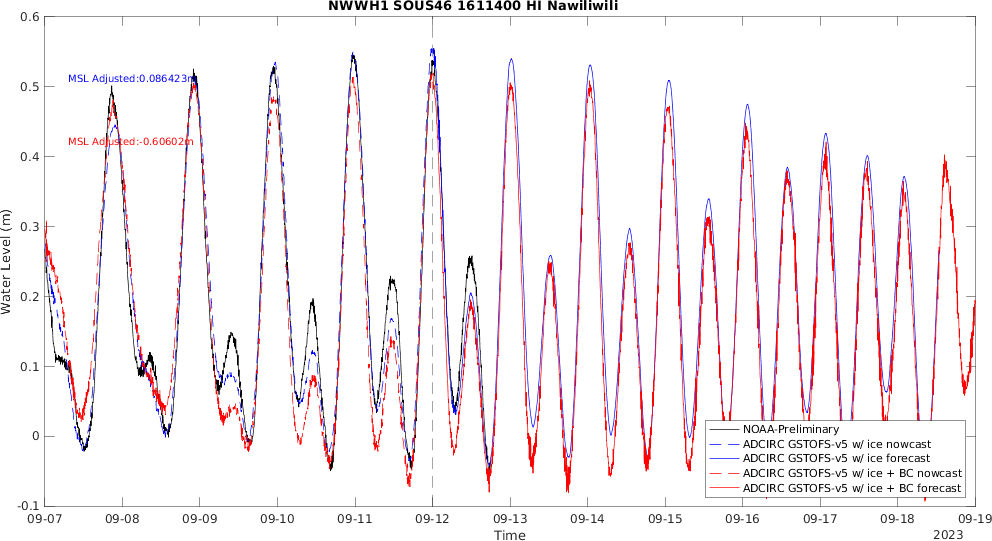 NWWH1 SOUS46 1611400 HI Nawiliwili
0.6
0.5
0.4
0.3
0.2
0.1
0
-0.1
Water Level (m)
MSL Adjusted:0.086423m
MSL Adjusted:-0.60602m
NOAA-Preliminary
ADCIRC GSTOFS-v5 w/ ice nowcast
ADCIRC GSTOFS-v5 w/ ice forecast
ADCIRC GSTOFS-v5 w/ ice + BC nowcast
ADCIRC GSTOFS-v5 w/ ice + BC forecast
09-07 09-08 09-09 09-10 09-11 09-12 09-13 09-14 09-15 09-16 09-17 09-18 09-19
Time
2023